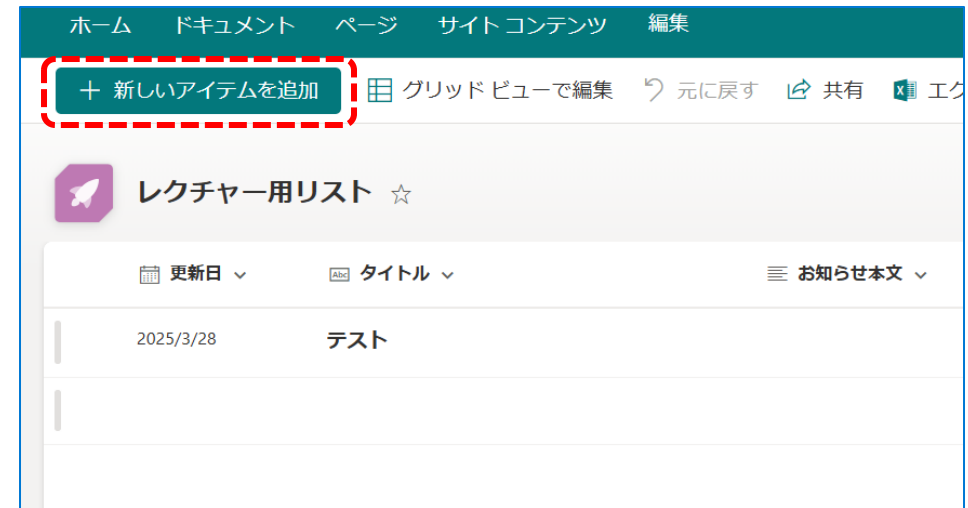 ホーム ドキュメント ページ サイト コンテンツ 編集
＋ 新しいアイテムを追加 グリッド ビューで編集 元に戻す 共有 エク
レクチャー用リスト ☆
更新日 Abc タイトル お知らせ本文
2025/3/28 テスト